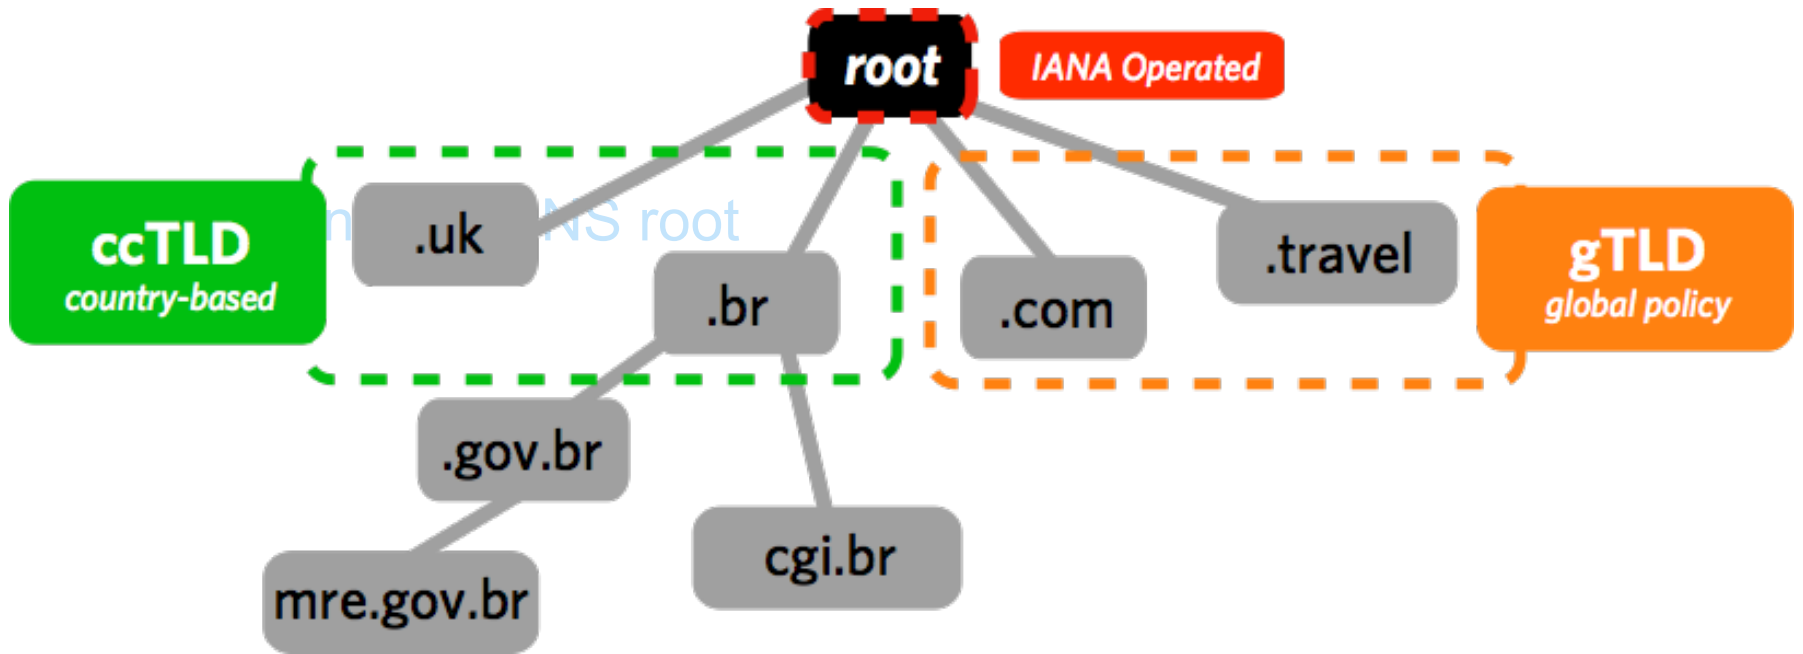 root
IANA Operated
ccTLD
country-based
.uk
NS root
.br
.com
.travel
gTLD
global policy
.gov.br
cgi.br
mre.gov.br